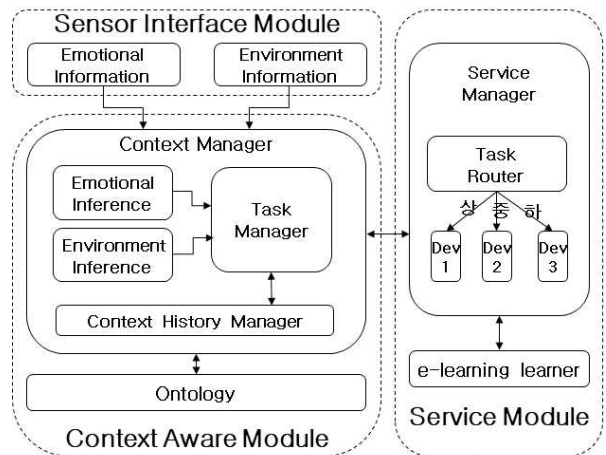 Sensor Interface Module
Emotional
Information
Environment
Information
Context Manager
Emotional
Inference
Environment
Inference
Task
Manager
Context History Manager
Ontology
Context Aware Module
Service
Manager
Task
Router
상 중 하
Dev
1
Dev
2
Dev
3
e-learning learner
Service Module